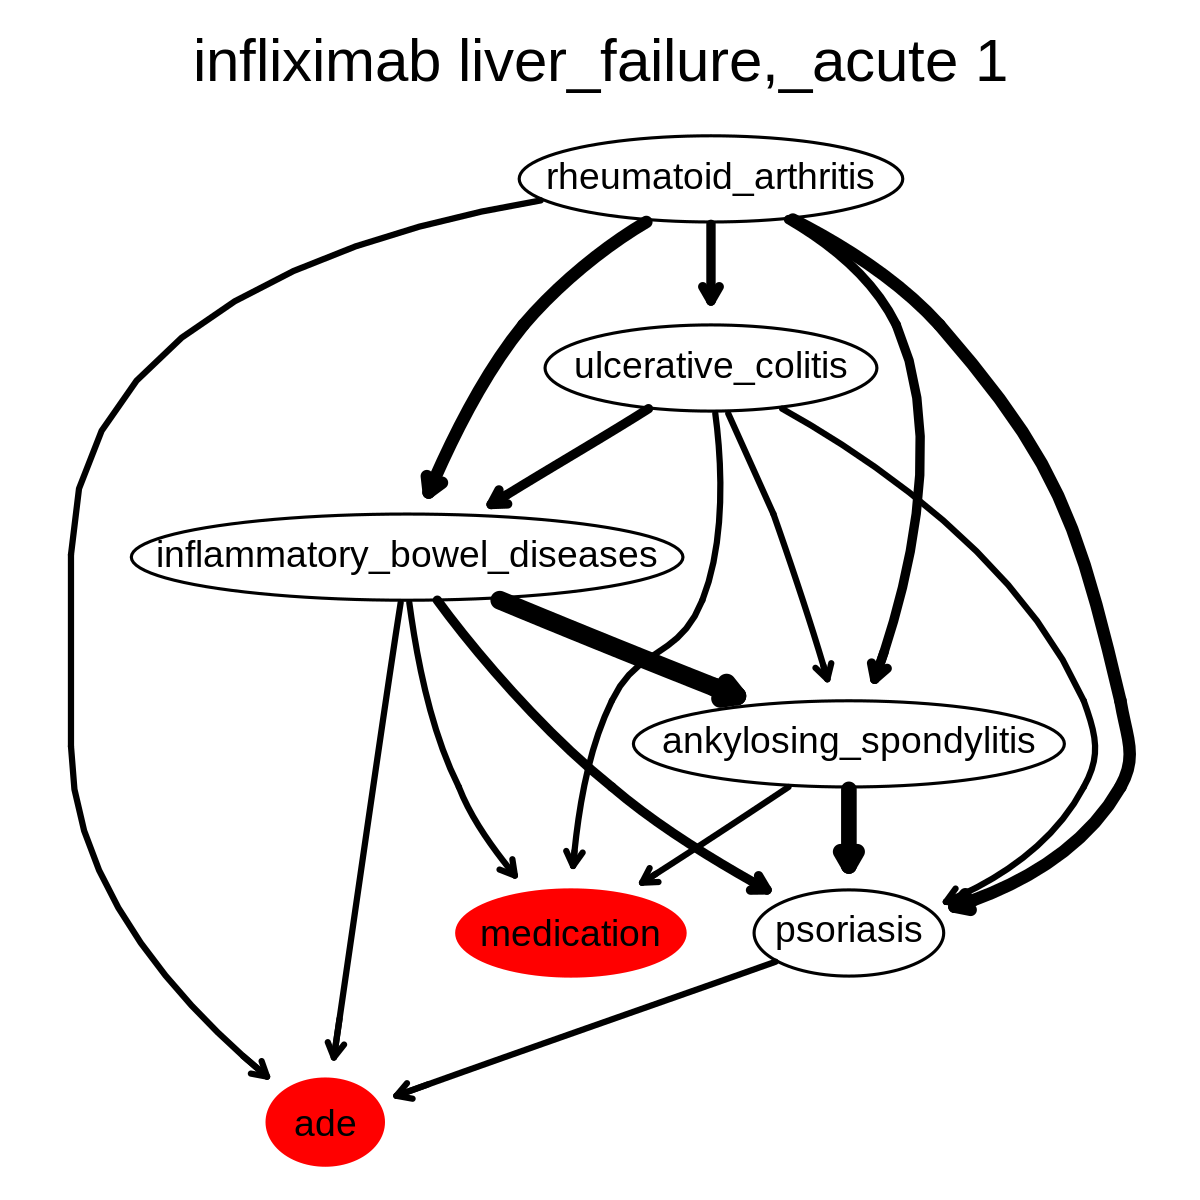 infliximab liver_failure,_acute 1
rheumatoid_arthritis
ulcerative_colitis
inflammatory_bowel_diseases
ankylosing_spondylitis
medication
psoriasis
ade